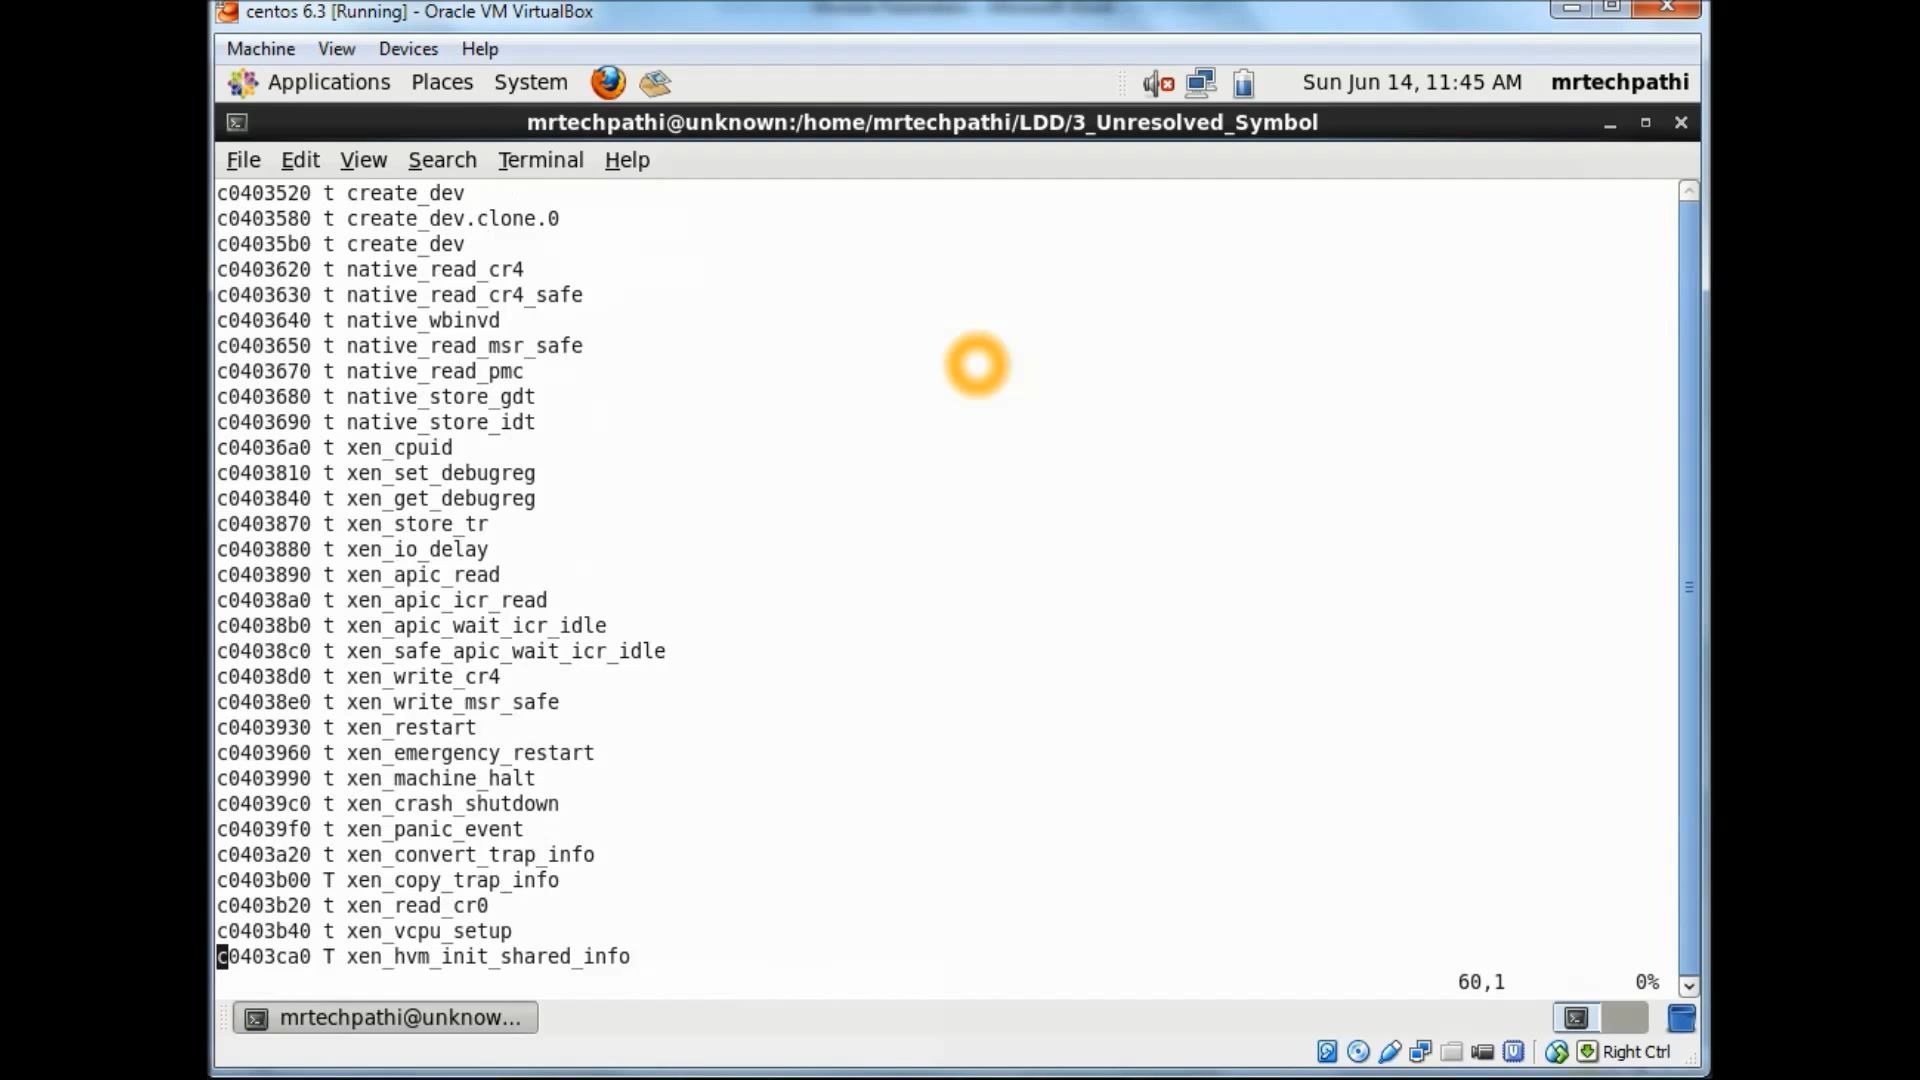 centos 6.3 [Running] - Oracle VM VirtualBox
Machine View Devices Help
Applications Places System Sun Jun 14, 11:45 AM mrtechpathi
mrtechpathi@unknown:/home/mrtechpathi/LDD/3_Unresolved_Symbol
File Edit View Search Terminal Help
c0403520 t create_dev
c0403580 t create_dev.clone.0
c04035b0 t create_dev
c0403620 t native_read_cr4
c0403630 t native_read_cr4_safe
c0403640 t native_wbinvd
c0403650 t native_read_msr_safe
c0403670 t native_read_pmc
c0403680 t native_store_gdt
c0403690 t native_store_idt
c04036a0 t xen_cpuid
c0403810 t xen_set_debugreg
c0403840 t xen_get_debugreg
c0403870 t xen_store_tr
c0403880 t xen_io_delay
c0403890 t xen_apic_read
c04038a0 t xen_apic_icr_read
c04038b0 t xen_apic_wait_icr_idle
c04038c0 t xen_safe_apic_wait_icr_idle
c04038d0 t xen_write_cr4
c04038e0 t xen_write_msr_safe
c0403930 t xen_restart
c0403960 t xen_emergency_restart
c0403990 t xen_machine_halt
c04039c0 t xen_crash_shutdown
c04039f0 t xen_panic_event
c0403a20 t xen_convert_trap_info
c0403b00 T xen_copy_trap_info
c0403b20 t xen_read_cr0
c0403b40 t xen_vcpu_setup
c0403ca0 T xen_hvm_init_shared_info
60,1 0%
mrtechpathi@unknow...
Right Ctrl